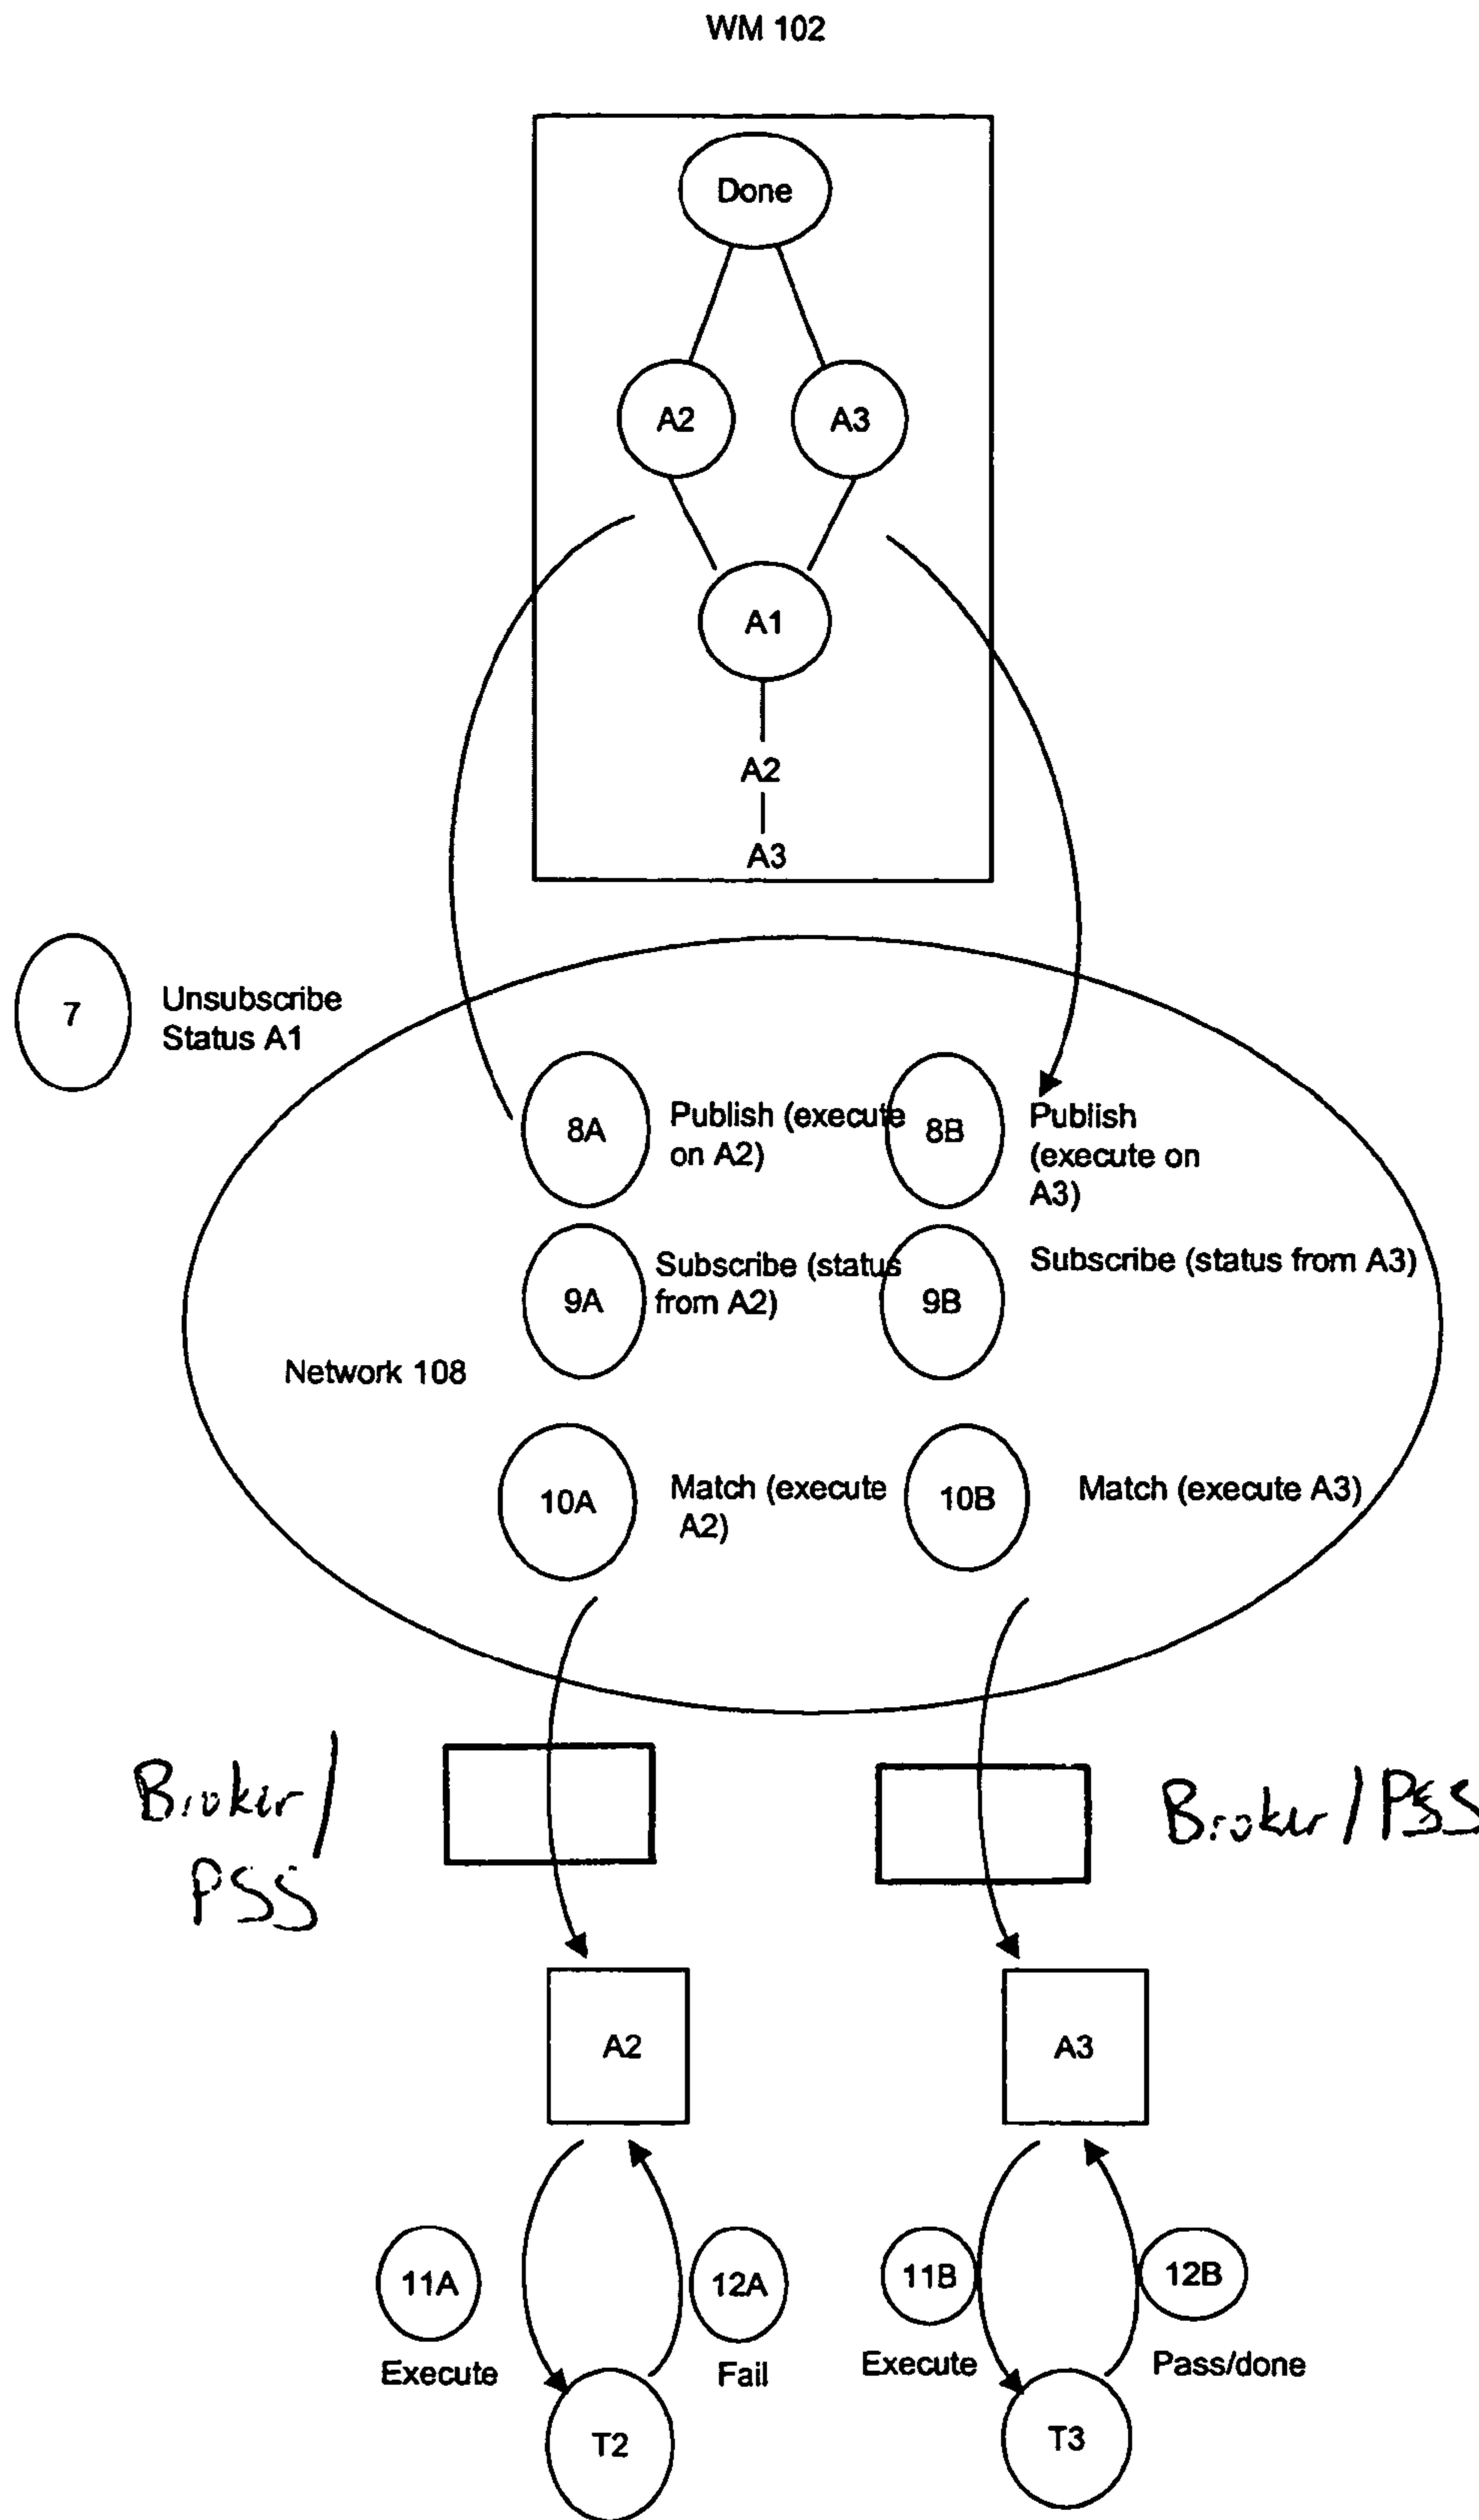 WM 102
Done
A2
A3
A1
A2
A3
7
Unsubscribe
Status A1
8A
Publish (execute
on A2)
8B
Publish
(execute on
A3)
9A
Subscribe (status
from A2)
9B
Subscribe (status from A3)
Network 108
10A
Match (execute
A2)
10B
Match (execute A3)
Broker/
PSS
Broker/PSS
A2
A3
11A
Execute
12A
Fail
11B
Execute
12B
Pass/done
T2
T3